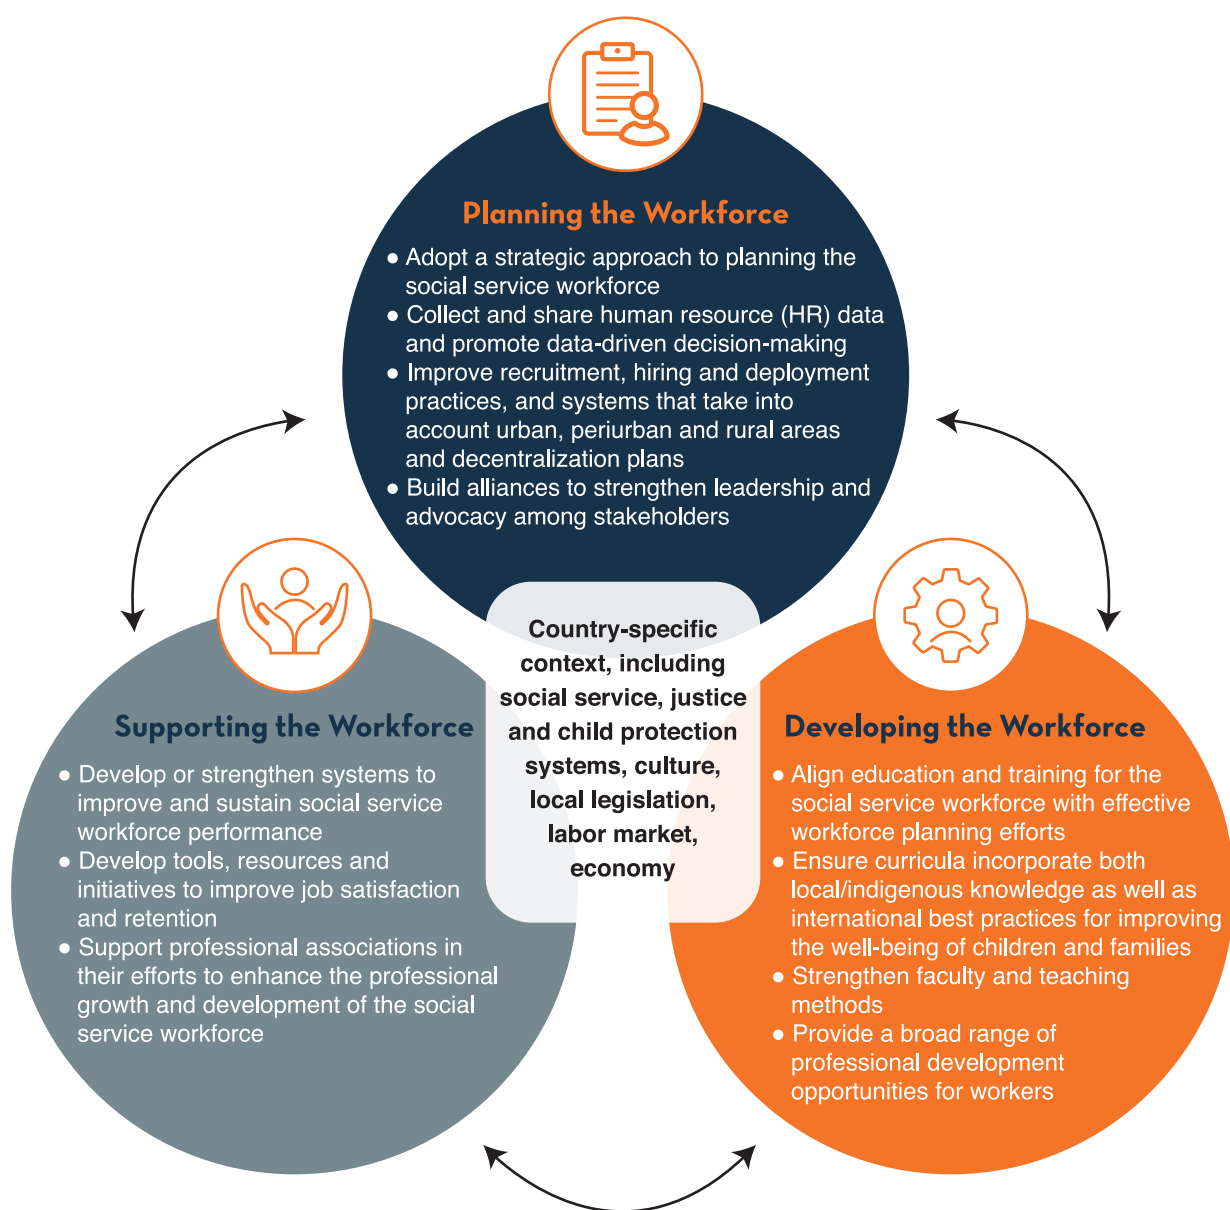 Planning the Workforce
● Adopt a strategic approach to planning the
social service workforce
● Collect and share human resource (HR) data
and promote data-driven decision-making
● Improve recruitment, hiring and deployment
practices, and systems that take into
account urban, periurban and rural areas
and decentralization plans
● Build alliances to strengthen leadership and
advocacy among stakeholders
Country-specific
context, including
social service, justice
and child protection
systems, culture,
local legislation,
labor market,
economy
Supporting the Workforce
● Develop or strengthen systems to
improve and sustain social service
workforce performance
● Develop tools, resources and
initiatives to improve job satisfaction
and retention
● Support professional associations in
their efforts to enhance the professional
growth and development of the social
service workforce
Developing the Workforce
● Align education and training for the
social service workforce with effective
workforce planning efforts
● Ensure curricula incorporate both
local/indigenous knowledge as well as
international best practices for improving
the well-being of children and families
● Strengthen faculty and teaching
methods
● Provide a broad range of
professional development
opportunities for workers